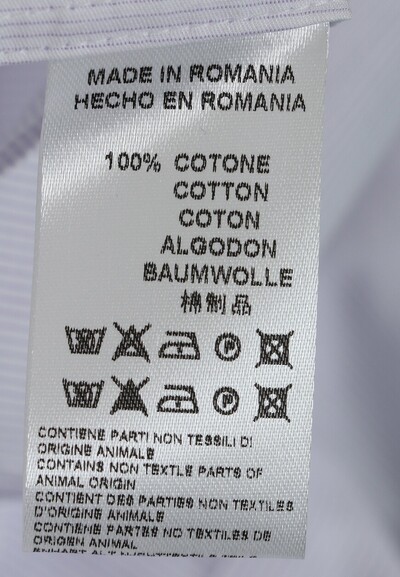 MADE IN ROMANIA
HECHO EN ROMANIA
100% COTONE
COTTON
COTON
ALGODON
BAUMWOLLE
棉制品
P
P
CONTIENE PARTI NON TESSILI DI
ORIGINE ANIMALE
CONTAINS NON TEXTLE PARTS OF
ANIMAL ORIGIN
CONTIENT DES PARTIES NON TEXTILES
D'ORIGINE ANIMALE
CONTIENE PARTES NO TEXTILES DE
ORIGEN ANIMAL